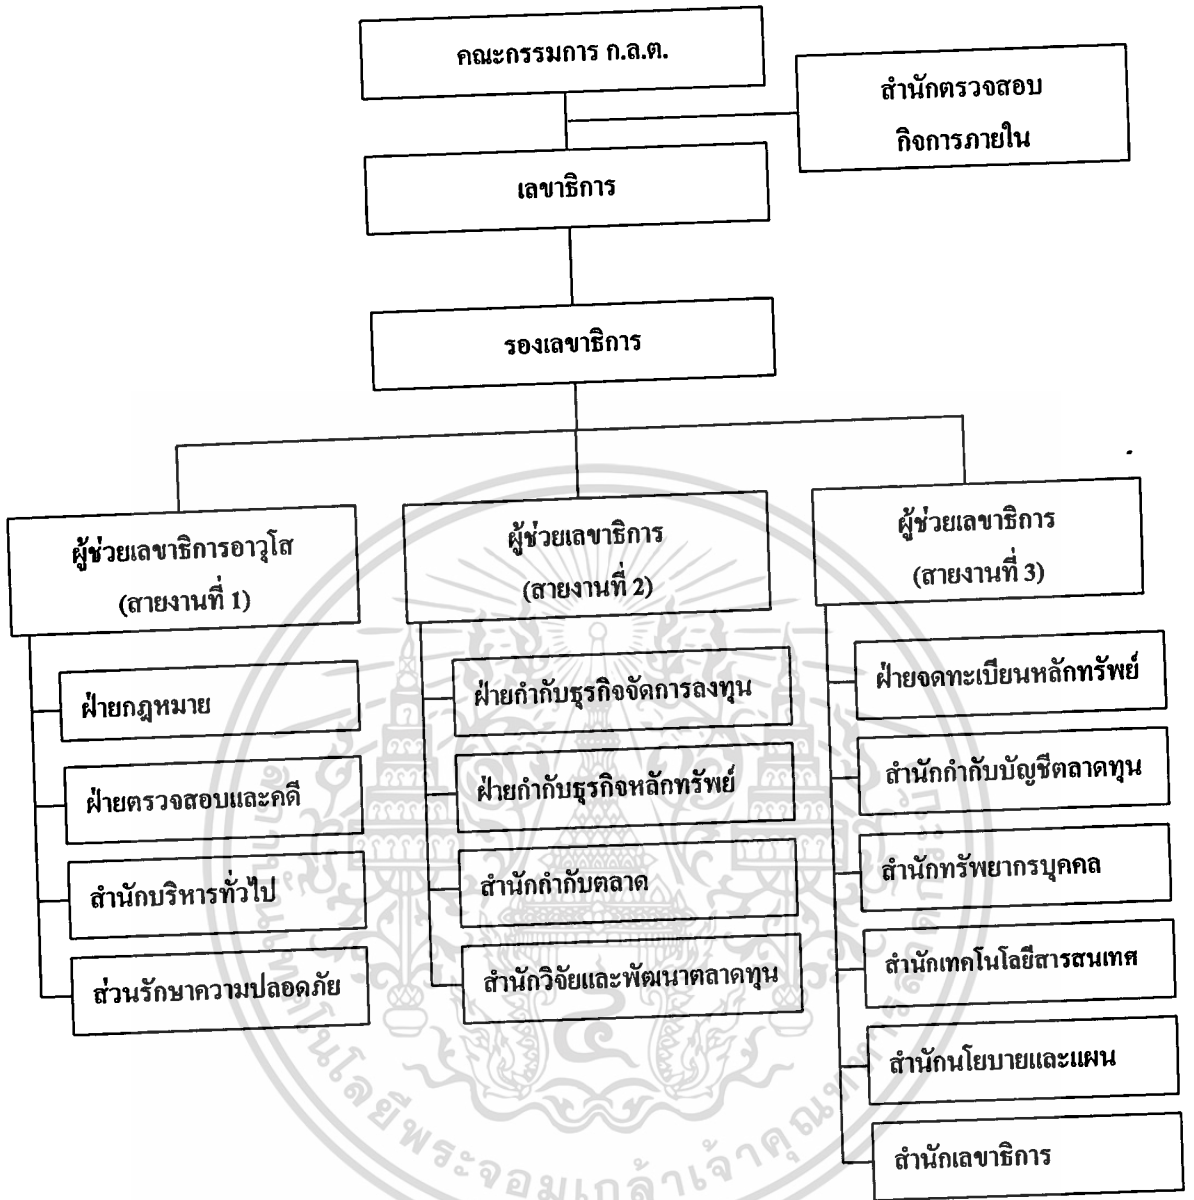 คณะกรรมการ ก.ล.ต.
สำนักตรวจสอบ
กิจการภายใน
เลขาธิการ
รองเลขาธิการ
ผู้ช่วยเลขาธิการอาวุโส
(สายงานที่ 1)
ฝ่ายกฎหมาย
ฝ่ายตรวจสอบและคดี
สำนักบริหารทั่วไป
ส่วนรักษาความปลอดภัย
ผู้ช่วยเลขาธิการ
(สายงานที่ 2)
ฝ่ายกำกับธุรกิจจัดการลงทุน
ฝ่ายกำกับธุรกิจหลักทรัพย์
สำนักกำกับตลาด
สำนักวิจัยและพัฒนาตลาดทุน
ผู้ช่วยเลขาธิการ
(สายงานที่ 3)
ฝ่ายจดทะเบียนหลักทรัพย์
สำนักกำกับบัญชีตลาดทุน
สำนักทรัพยากรบุคคล
สำนักเทคโนโลยีสารสนเทศ
สำนักนโยบายและแผน
สำนักเลขาธิการ